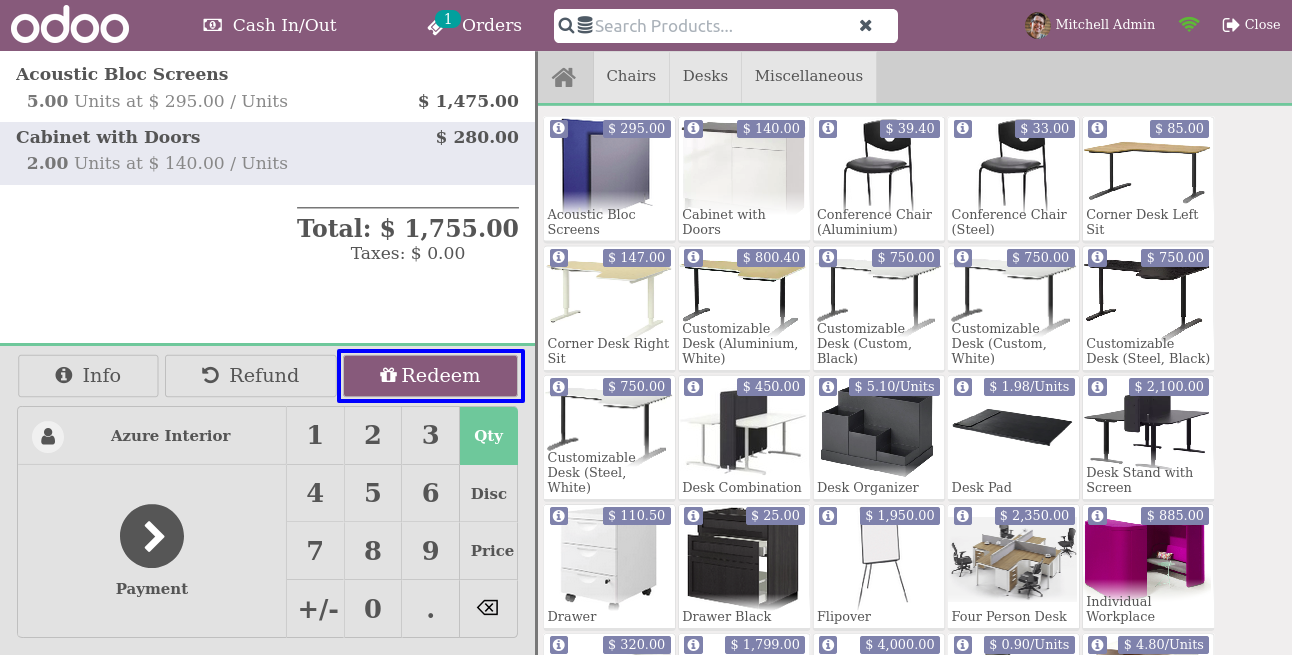 odoo
Cash In/Out
1
Orders
Search Products...
Mitchell Admin
Close
Acoustic Bloc Screens
5.00 Units at $ 295.00 / Units
$ 1,475.00
Cabinet with Doors
$ 280.00
2.00 Units at $ 140.00 / Units
Total: $ 1,755.00
Taxes: $ 0.00
Info
Refund
Redeem
Azure Interior
1 2 3 Qty
4 5 6 Disc
7 8 9 Price
+/- 0 .
Payment
Chairs
Desks
Miscellaneous
$ 295.00
Acoustic Bloc
Screens
$ 140.00
Cabinet with
Doors
$ 39.40
Conference Chair
(Aluminium)
$ 33.00
Conference Chair
(Steel)
$ 85.00
Corner Desk Left
Sit
$ 147.00
Corner Desk Right
Sit
$ 800.40
Customizable
Desk (Aluminium,
White)
$ 750.00
Customizable
Desk (Custom,
Black)
$ 750.00
Customizable
Desk (Custom,
White)
$ 750.00
Customizable
Desk (Steel, Black)
$ 750.00
Customizable
Desk (Steel,
White)
$ 450.00
Desk Combination
$ 5.10/Units
Desk Organizer
$ 1.98/Units
Desk Pad
$ 2,100.00
Desk Stand with
Screen
$ 110.50
Drawer
$ 25.00
Drawer Black
$ 1,950.00
Flipover
$ 2,350.00
Four Person Desk
$ 885.00
Individual
Workplace
$ 320.00
$ 1,799.00
$ 4,000.00
$ 0.90/Units
$ 4.80/Units